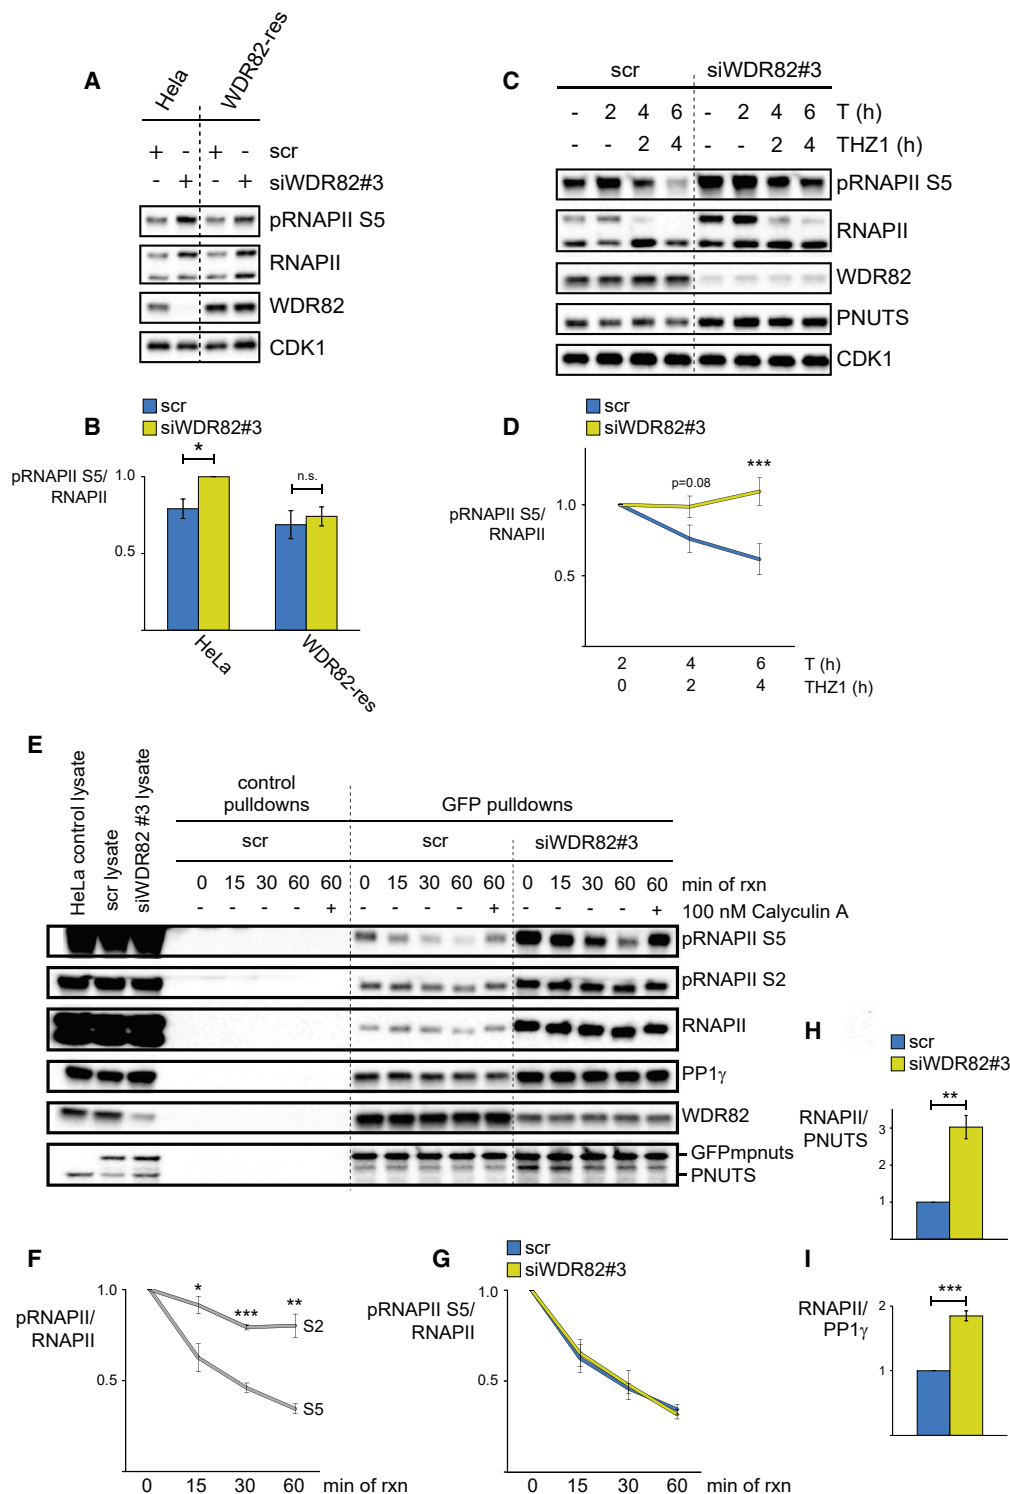 A
Hela
WDR82-res
+ - + - scr
- + - + siWDR82#3
pRNAPII S5
RNAPII
WDR82
CDK1
B
scr
siWDR82#3
pRNAPII S5/
RNAPII
1.0
0.5
*
n.s.
HeLa
WDR82-res
C
scr siWDR82#3
- 2 4 6 - 2 4 6 T (h)
- - 2 4 - - 2 4 THZ1 (h)
pRNAPII S5
RNAPII
WDR82
PNUTS
CDK1
D
scr
siWDR82#3
pRNAPII S5/
RNAPII
1.0
0.5
p=0.08
***
2 4 6 T (h)
0 2 4 THZ1 (h)
E
HeLa control lysate
scr lysate
siWDR82 #3 lysate
control
pulldowns
GFP pulldowns
scr scr siWDR82#3
0 15 30 60 60 0 15 30 60 60 0 15 30 60 60 min of rxn
- - - - + - - - - + - - - - + 100 nM Calyculin A
pRNAPII S5
pRNAPII S2
RNAPII
PP1γ
WDR82
GFPmpnuts
PNUTS
F
pRNAPII/
RNAPII
1.0
0.5
*
***
**
S2
S5
0 15 30 60 min of rxn
G
scr
siWDR82#3
pRNAPII S5/
RNAPII
1.0
0.5
0 15 30 60 min of rxn
H
scr
siWDR82#3
RNAPII/
PNUTS
3
2
1
**
I
RNAPII/
PP1γ
2
1
***